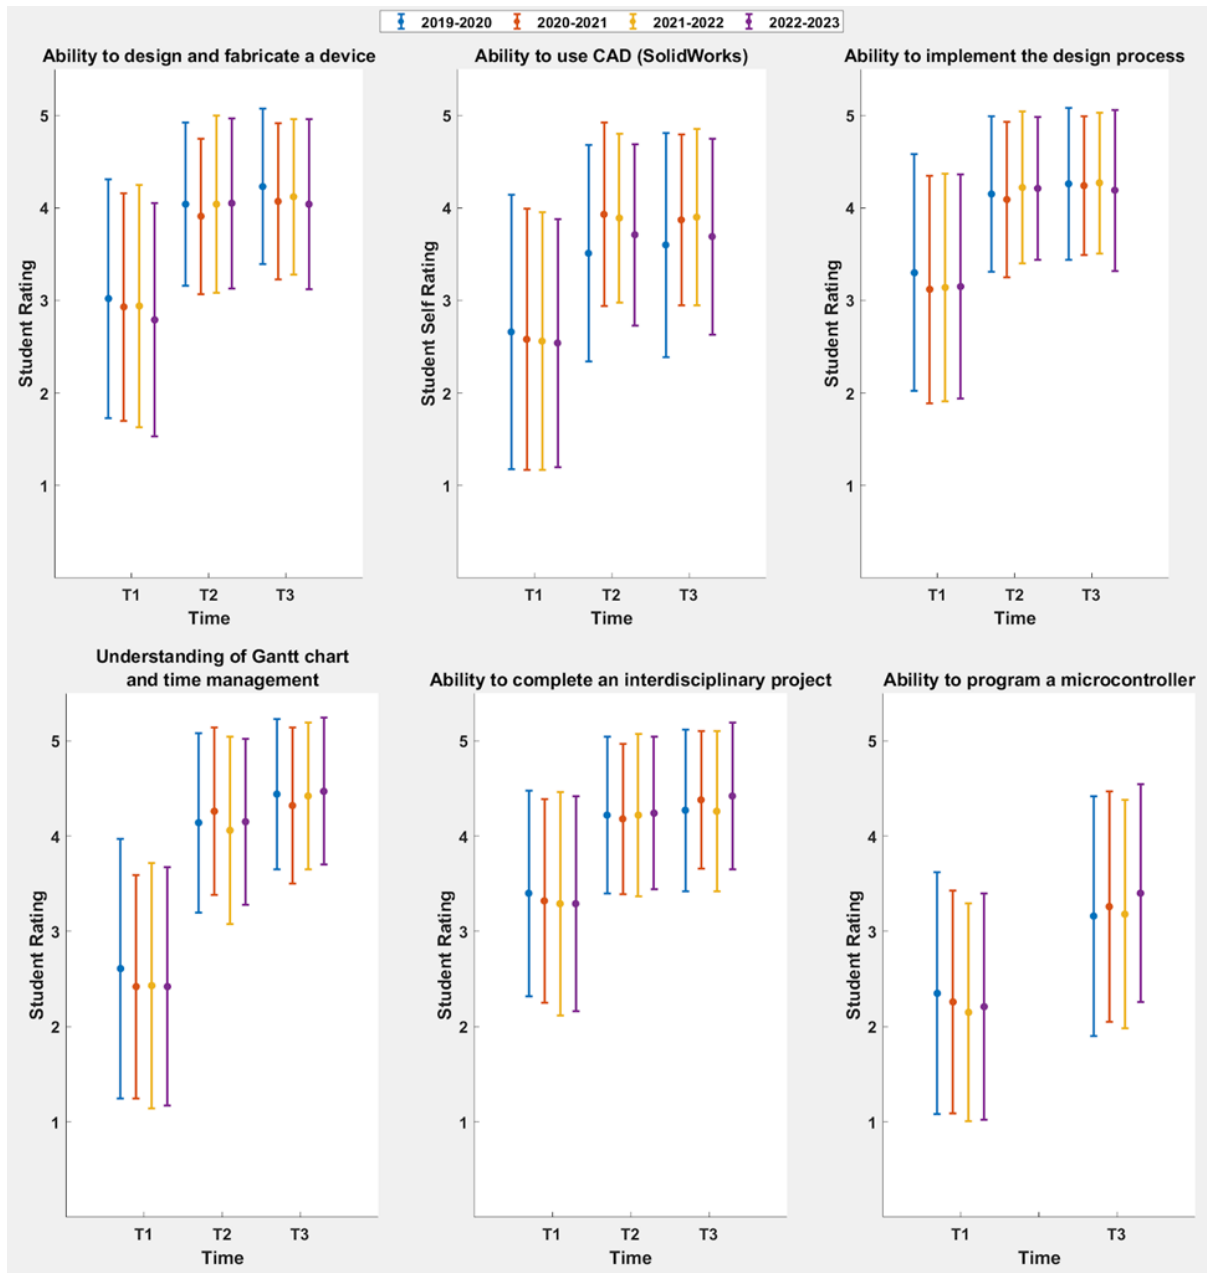 2019-2020 2020-2021 2021-2022 2022-2023
Ability to design and fabricate a device
5
4
3
2
1
Student Rating
T1 T2 T3
Time
Ability to use CAD (SolidWorks)
5
4
3
2
1
Student Self Rating
T1 T2 T3
Time
Ability to implement the design process
5
4
3
2
1
Student Rating
T1 T2 T3
Time
Understanding of Gantt chart
and time management
5
4
3
2
1
Student Rating
T1 T2 T3
Time
Ability to complete an interdisciplinary project
5
4
3
2
1
Student Rating
T1 T2 T3
Time
Ability to program a microcontroller
5
4
3
2
1
Student Rating
T1 T3
Time